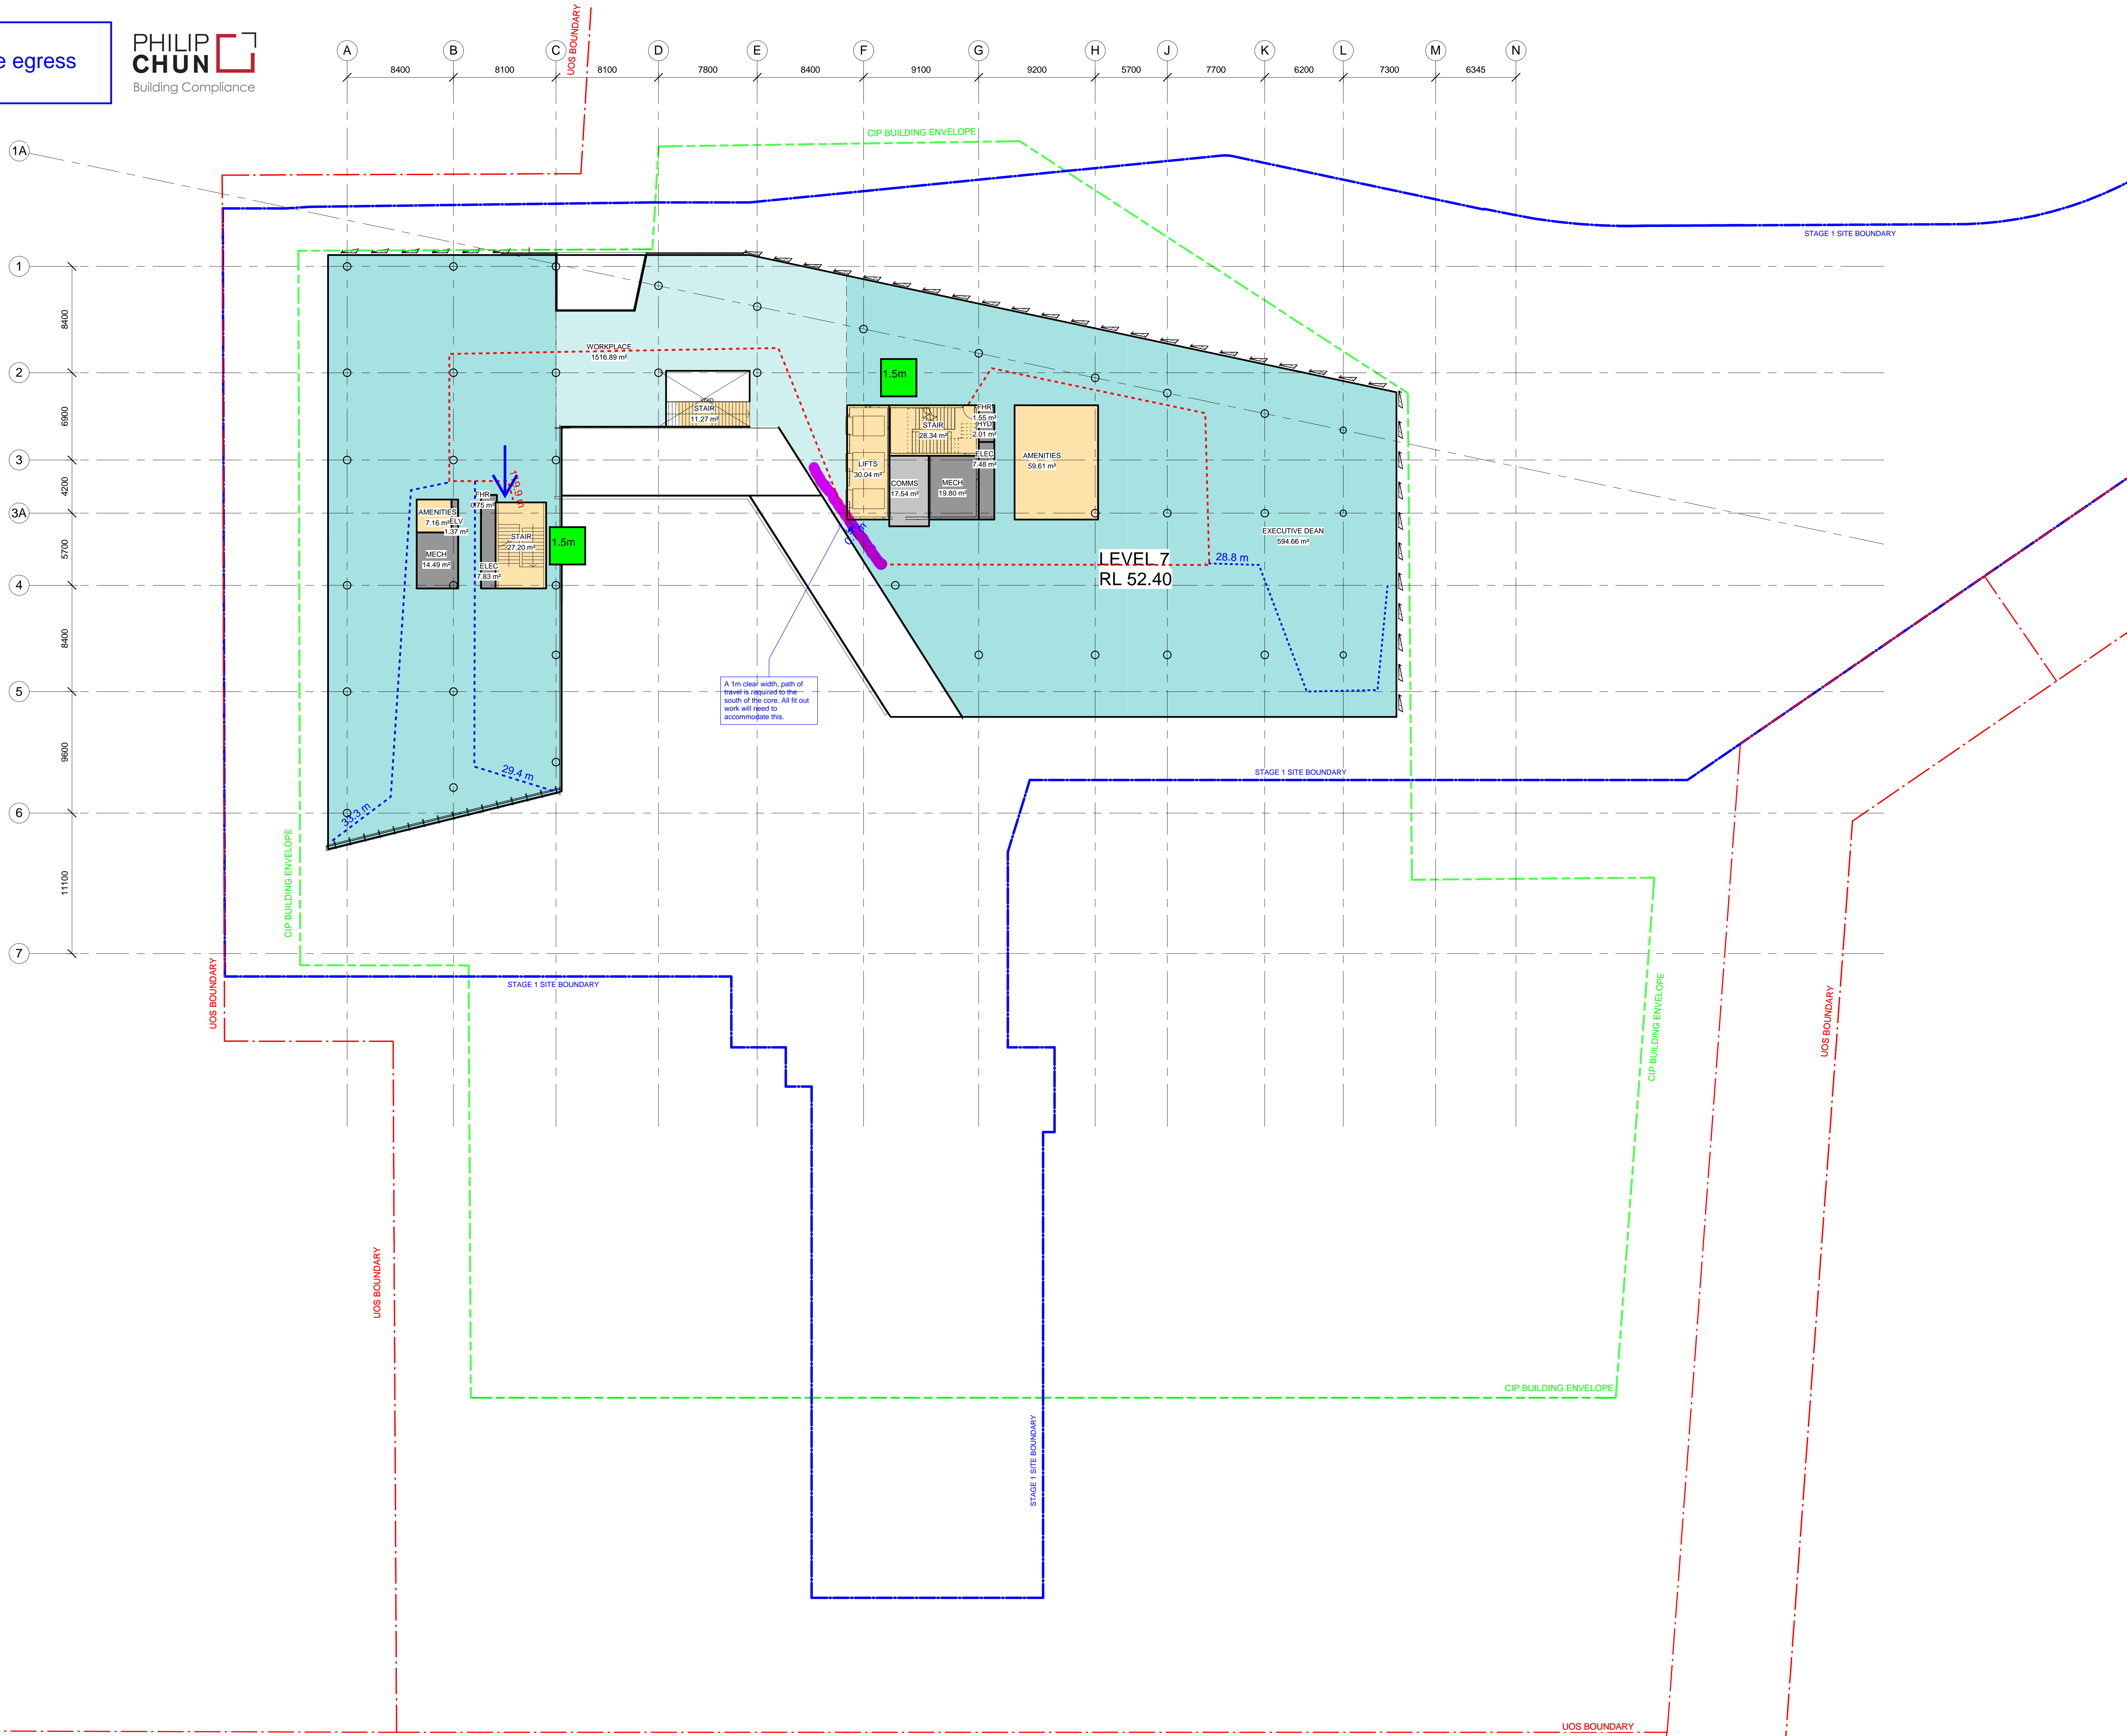 e egress
PHILIP
CHUN
Building Compliance
UOS BOUNDARY
A
B
C
D
E
F
G
H
J
K
L
M
N
8400
8100
8100
7800
8400
9100
9200
5700
7700
6200
7300
6345
1A
CIP BUILDING ENVELOPE
STAGE 1 SITE BOUNDARY
1
8400
2
6900
3
4200
3A
5700
4
8400
5
9600
6
11100
7
WORKPLACE
1516.89 m²
STAIR
11.27 m²
1.5m
STAIR
28.34 m²
FHR
1.55 m²
HYD
2.01 m²
ELEC
7.48 m²
LIFTS
30.04 m²
COMMS
17.54 m²
MECH
19.80 m²
AMENITIES
59.61 m²
EXECUTIVE DEAN
594.66 m²
LEVEL 7
RL 52.40
28.8 m
FHR
0.75 m²
AMENITIES
7.16 m²
ELV
1.37 m²
MECH
14.49 m²
STAIR
27.20 m²
ELEC
7.83 m²
1.5m
A 1m clear width, path of
travel is required to the
south of the core. All fit out
work will need to
accommodate this.
29.4 m
33.3 m
STAGE 1 SITE BOUNDARY
CIP BUILDING ENVELOPE
UOS BOUNDARY
STAGE 1 SITE BOUNDARY
CIP BUILDING ENVELOPE
UOS BOUNDARY
UOS BOUNDARY
CIP BUILDING ENVELOPE
STAGE 1 SITE BOUNDARY
UOS BOUNDARY